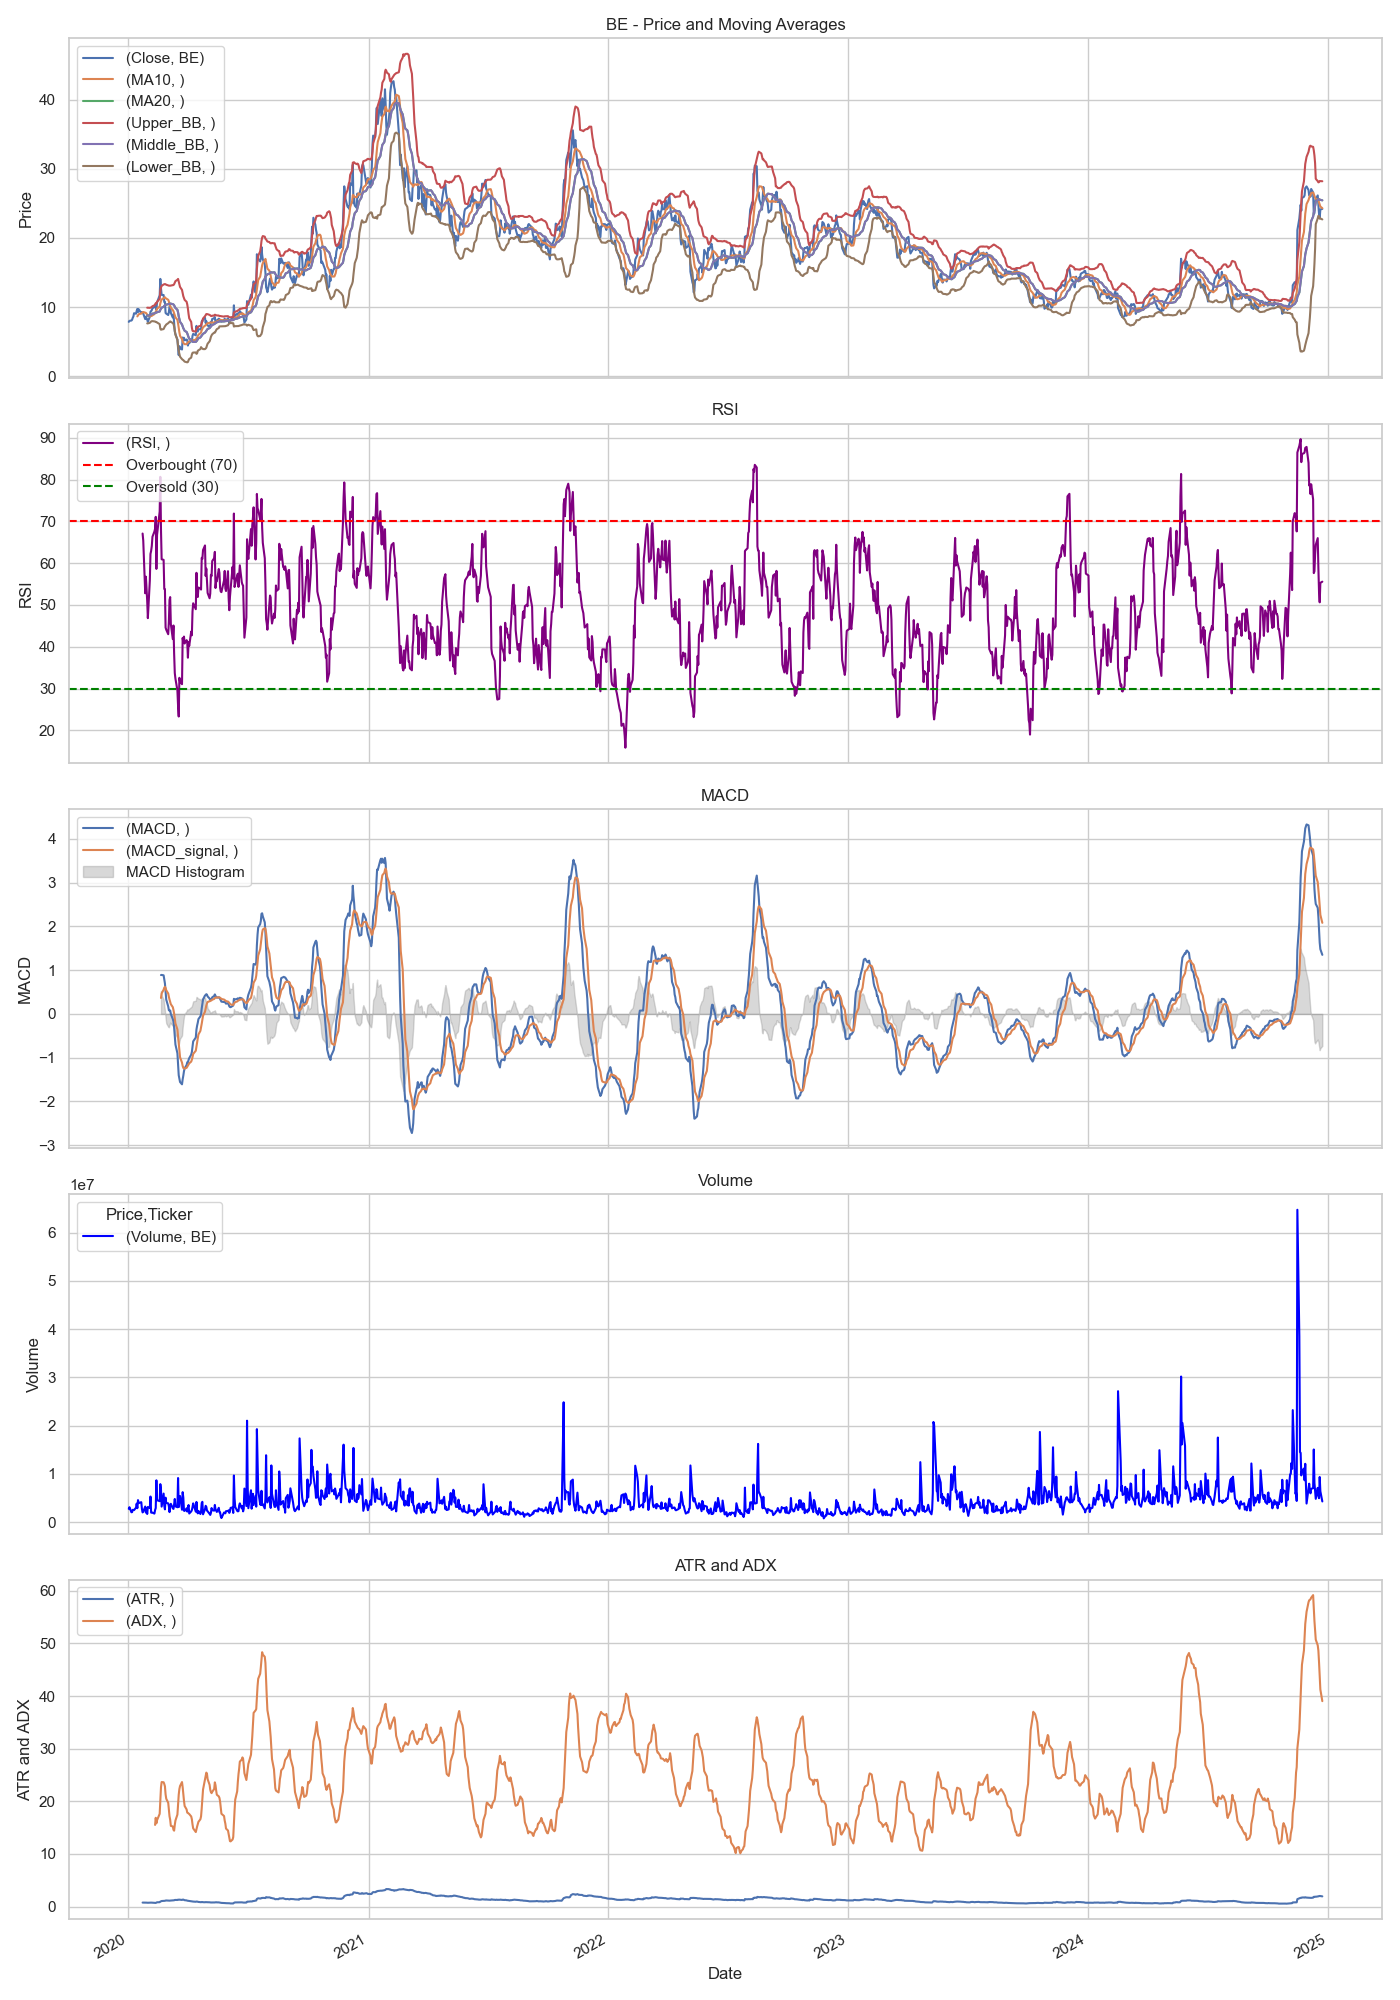 BE - Price and Moving Averages
(Close, BE)
(MA10, )
(MA20, )
(Upper_BB, )
(Middle_BB, )
(Lower_BB, )
Price
40
30
20
10
0
RSI
(RSI, )
Overbought (70)
Oversold (30)
RSI
90
80
70
60
50
40
30
20
MACD
(MACD, )
(MACD_signal, )
MACD Histogram
MACD
4
3
2
1
0
−1
−2
−3
Volume
1e7
Price,Ticker
(Volume, BE)
Volume
6
5
4
3
2
1
0
ATR and ADX
(ATR, )
(ADX, )
ATR and ADX
60
50
40
30
20
10
0
2020
2021
2022
2023
2024
2025
Date